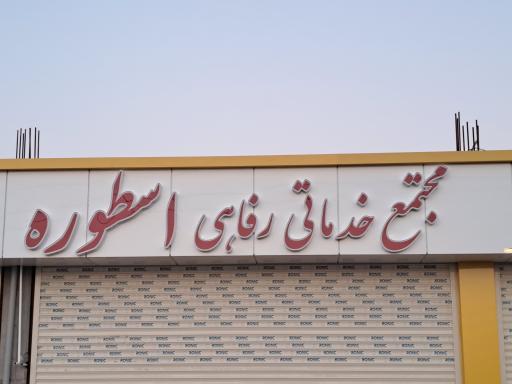 مجتمع خدماتی رفاهی اسطوره